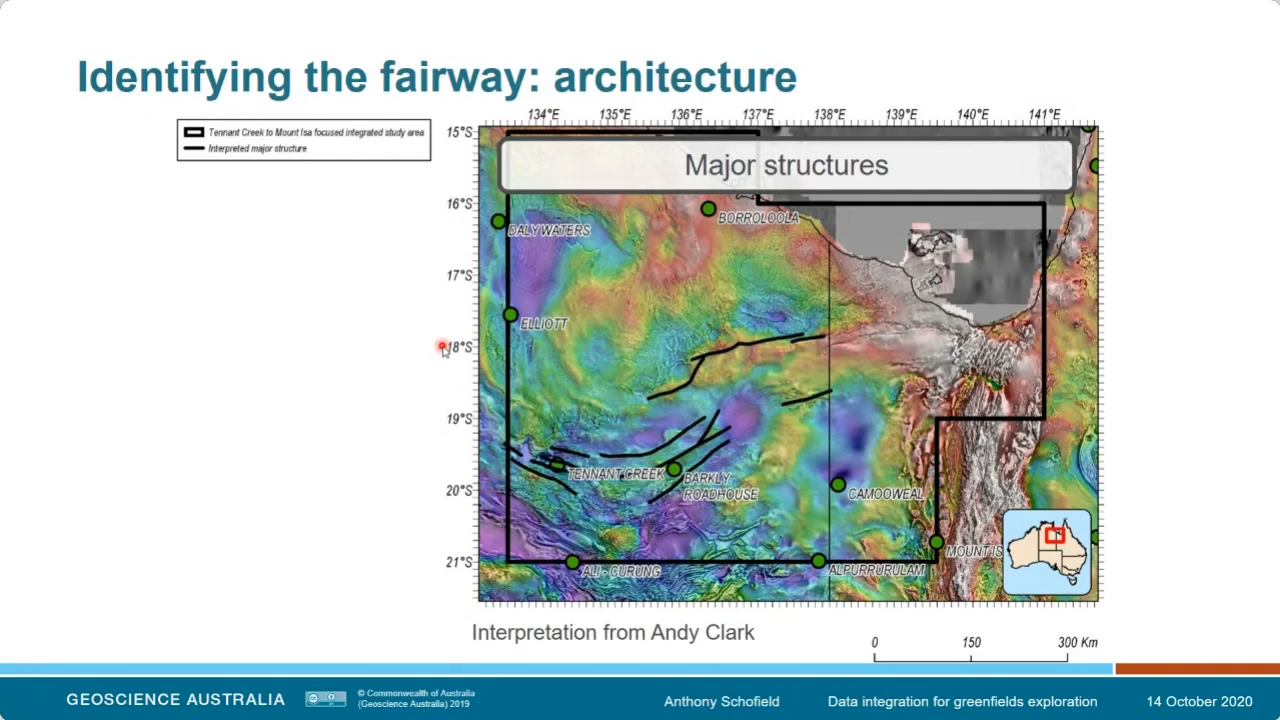 Identifying the fairway: architecture
Tennant Creek to Mount Isa focused integrated study area
Interpreted major structure
134°E 135°E 136°E 137°E 138°E 139°E 140°E 141°E
15°S
Major structures
16°S
BORROLOOLA
DALY WATERS
17°S
ELLIOTT
18°S
19°S
TENNANT CREEK
BARKLY
ROADHOUSE
20°S
CAMOOWEAL
MOUNT IS
21°S
ALI - CURUNG
ALPURRURULAM
Interpretation from Andy Clark
0 150 300 Km
GEOSCIENCE AUSTRALIA
© Commonwealth of Australia
(Geoscience Australia) 2019
Anthony Schofield
Data integration for greenfields exploration
14 October 2020